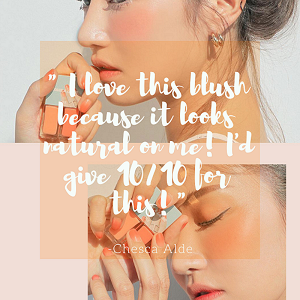 " I love this blush
because it looks
natural on me! I'd
give 10/10 for
this! "
Chesca Alde